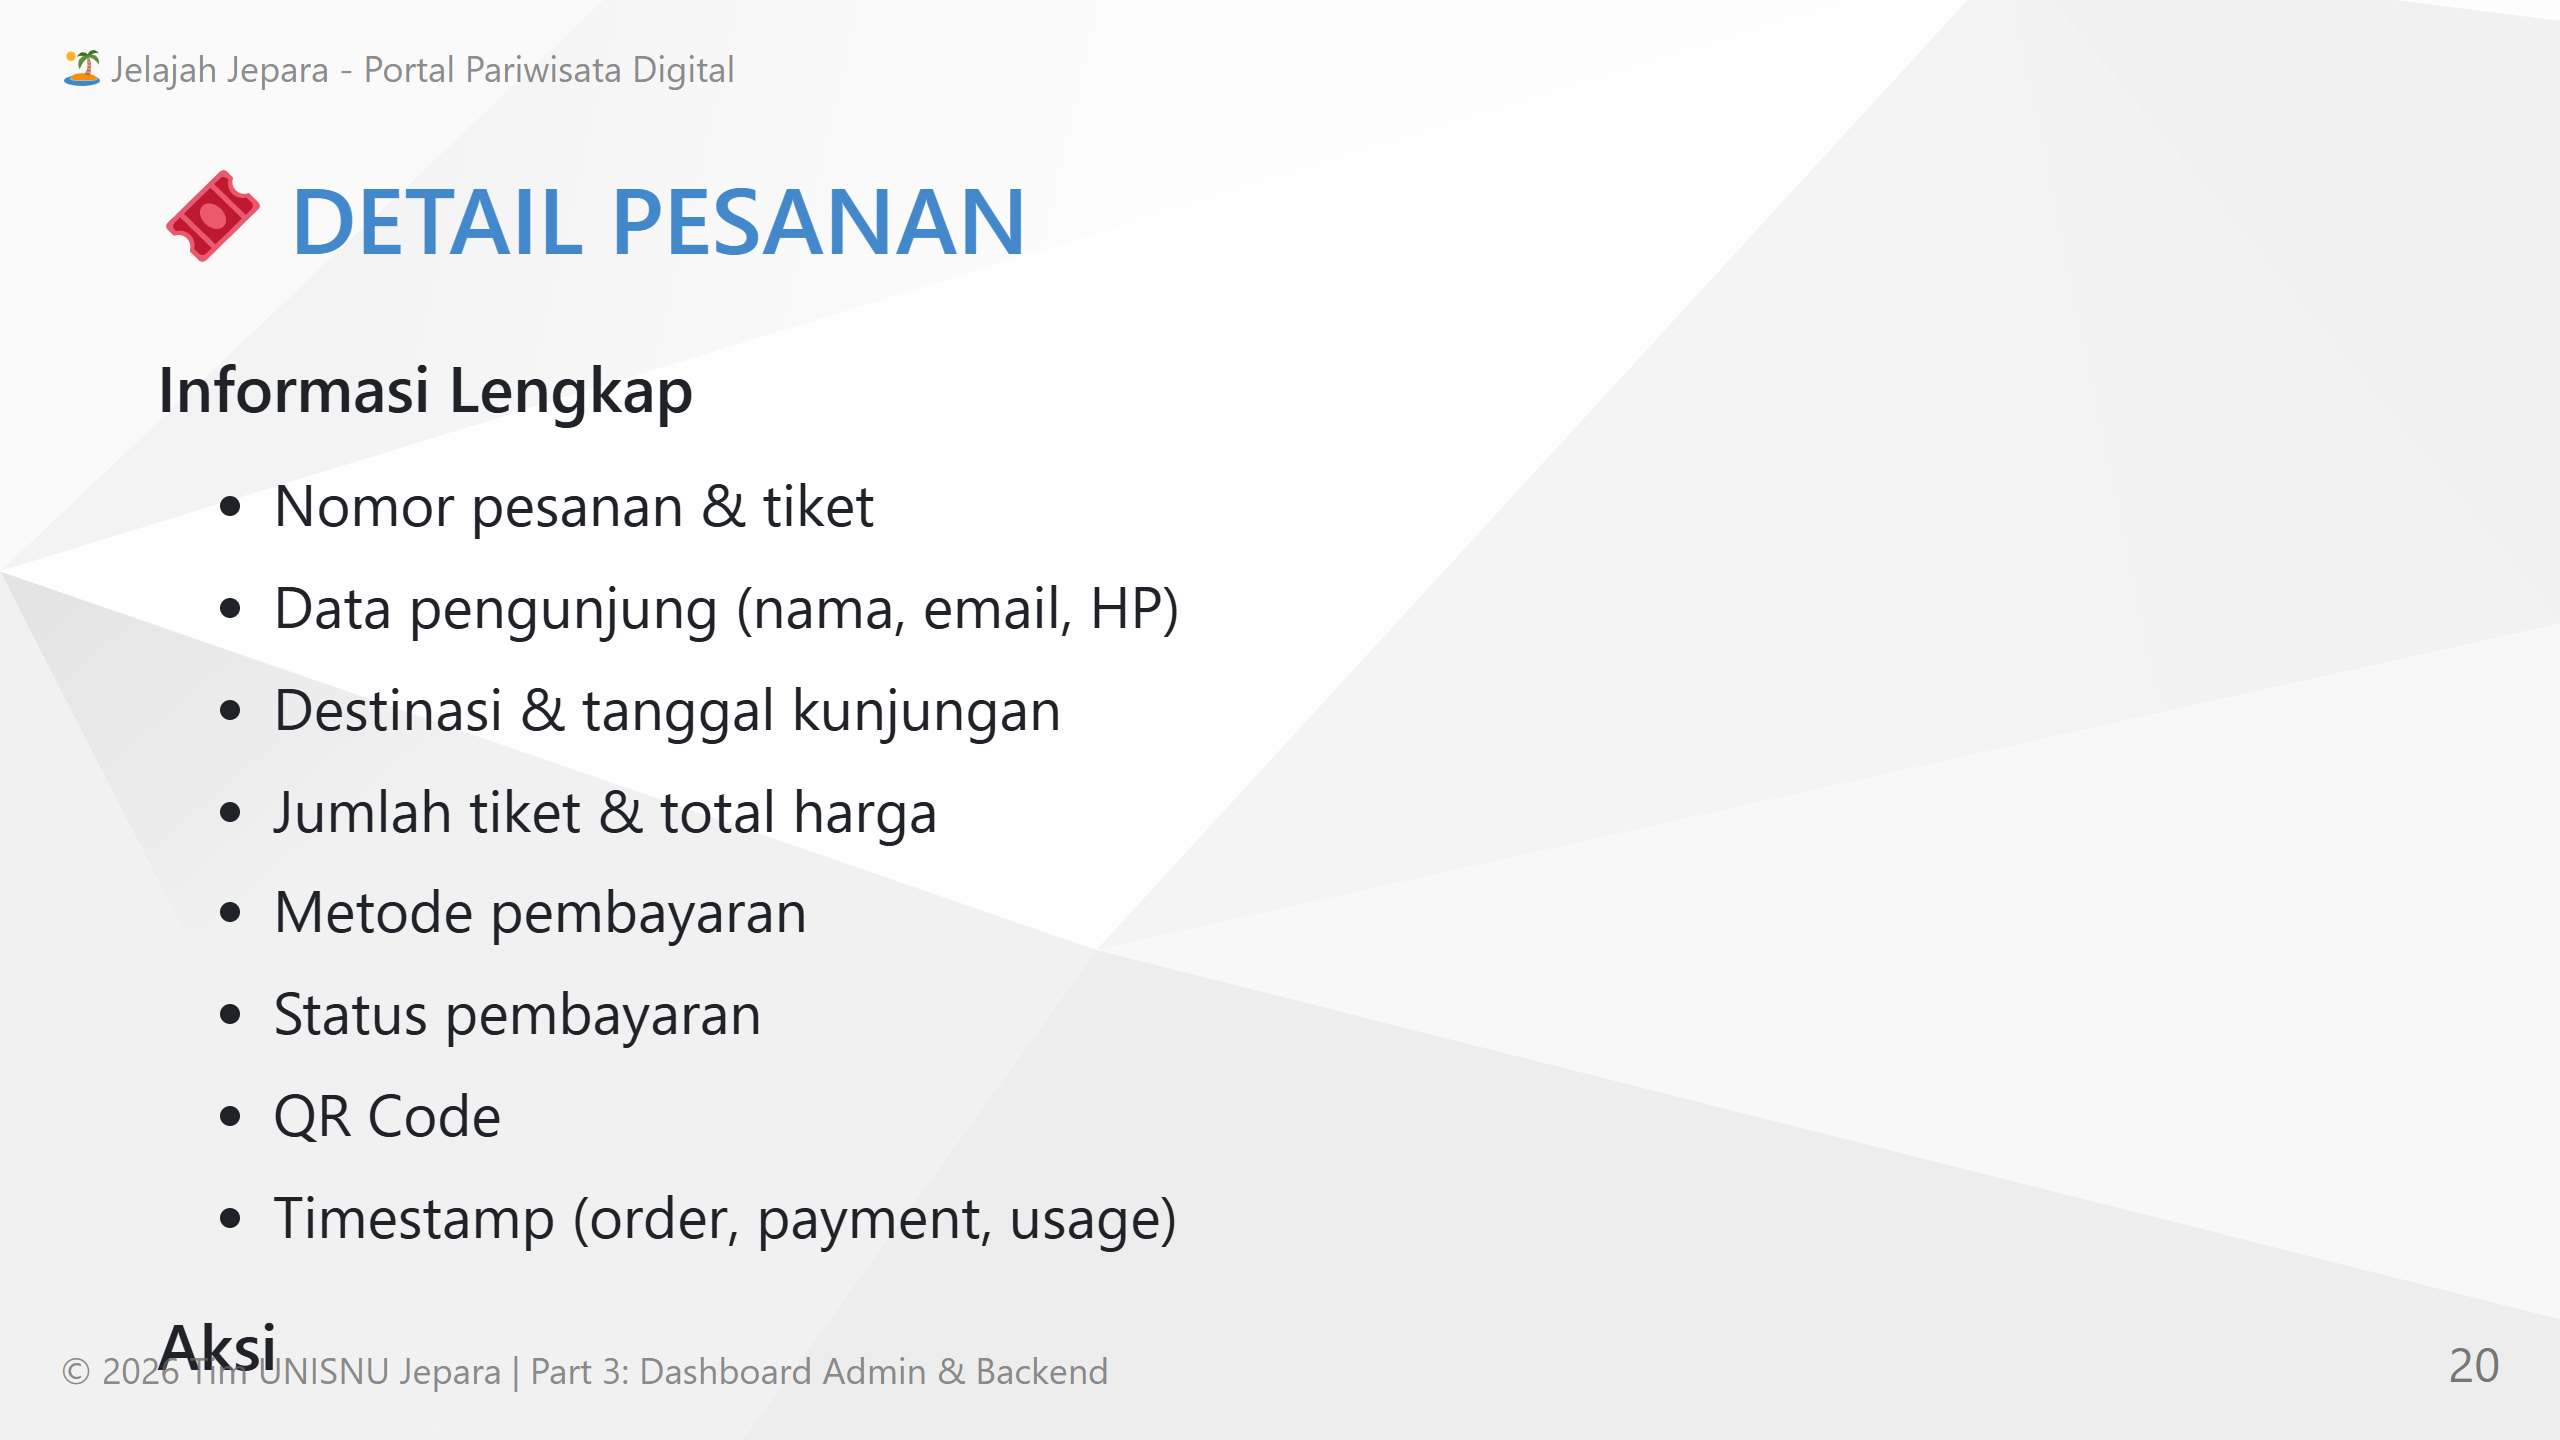 Jelajah Jepara - Portal Pariwisata Digital
DETAIL PESANAN
Informasi Lengkap
• Nomor pesanan & tiket
• Data pengunjung (nama, email, HP)
• Destinasi & tanggal kunjungan
• Jumlah tiket & total harga
• Metode pembayaran
• Status pembayaran
• QR Code
• Timestamp (order, payment, usage)
Aksi
© 2026 Tim UNISNU Jepara | Part 3: Dashboard Admin & Backend
20